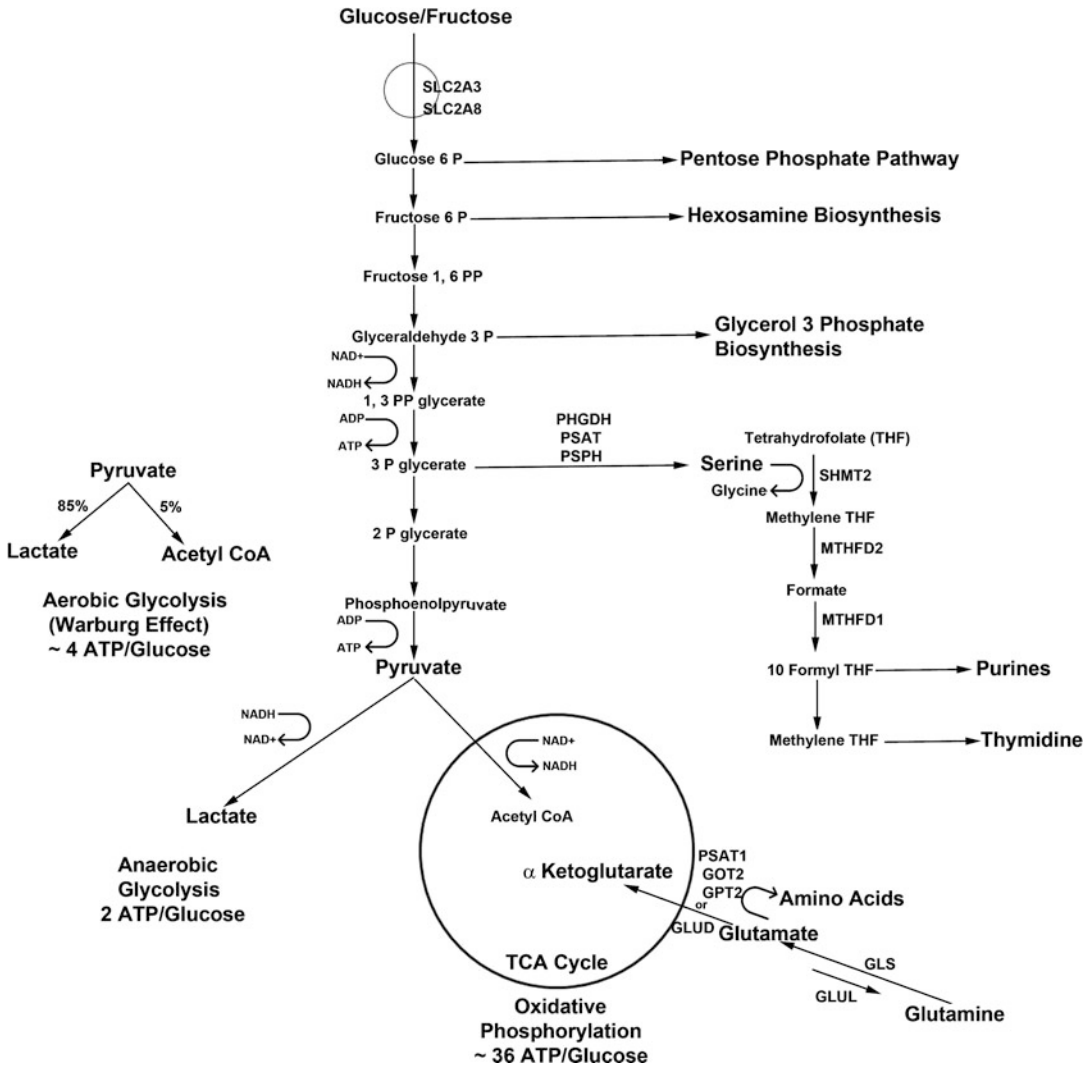 Glucose/Fructose
SLC2A3
SLC2A8
Glucose 6 P
Pentose Phosphate Pathway
Fructose 6 P
Hexosamine Biosynthesis
Fructose 1, 6 PP
Glyceraldehyde 3 P
Glycerol 3 Phosphate
Biosynthesis
NAD+
NADH
1, 3 PP glycerate
ADP
ATP
3 P glycerate
PHGDH
PSAT
PSPH
Serine
Glycine
Tetrahydrofolate (THF)
SHMT2
Methylene THF
MTHFD2
Formate
MTHFD1
10 Formyl THF
Purines
Methylene THF
Thymidine
2 P glycerate
Phosphoenolpyruvate
ADP
ATP
Pyruvate
Pyruvate
85%
5%
Lactate
Acetyl CoA
Aerobic Glycolysis
(Warburg Effect)
~ 4 ATP/Glucose
NADH
NAD+
Lactate
Anaerobic
Glycolysis
2 ATP/Glucose
NAD+
NADH
Acetyl CoA
α Ketoglutarate
PSAT1
GOT2
GPT2
or
GLUD
Amino Acids
Glutamate
GLS
GLUL
Glutamine
TCA Cycle
Oxidative
Phosphorylation
~ 36 ATP/Glucose